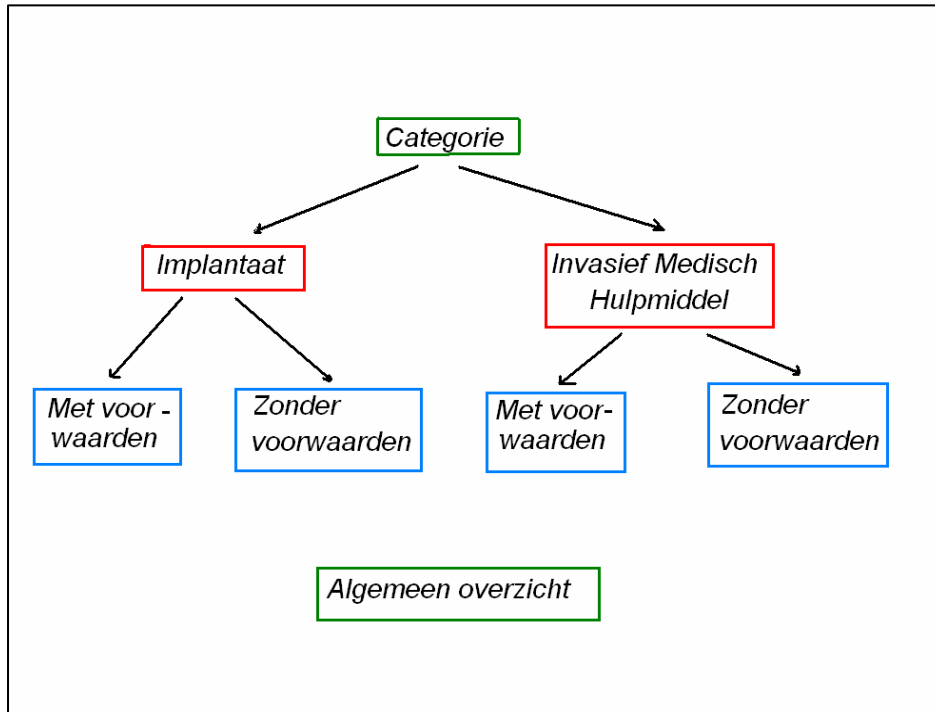 Categorie
Implantaat
Invasief Medisch
Hulpmiddel
Met voor -
waarden
Zonder
voorwaarden
Met voor-
waarden
Zonder
voorwaarden
Algemeen overzicht